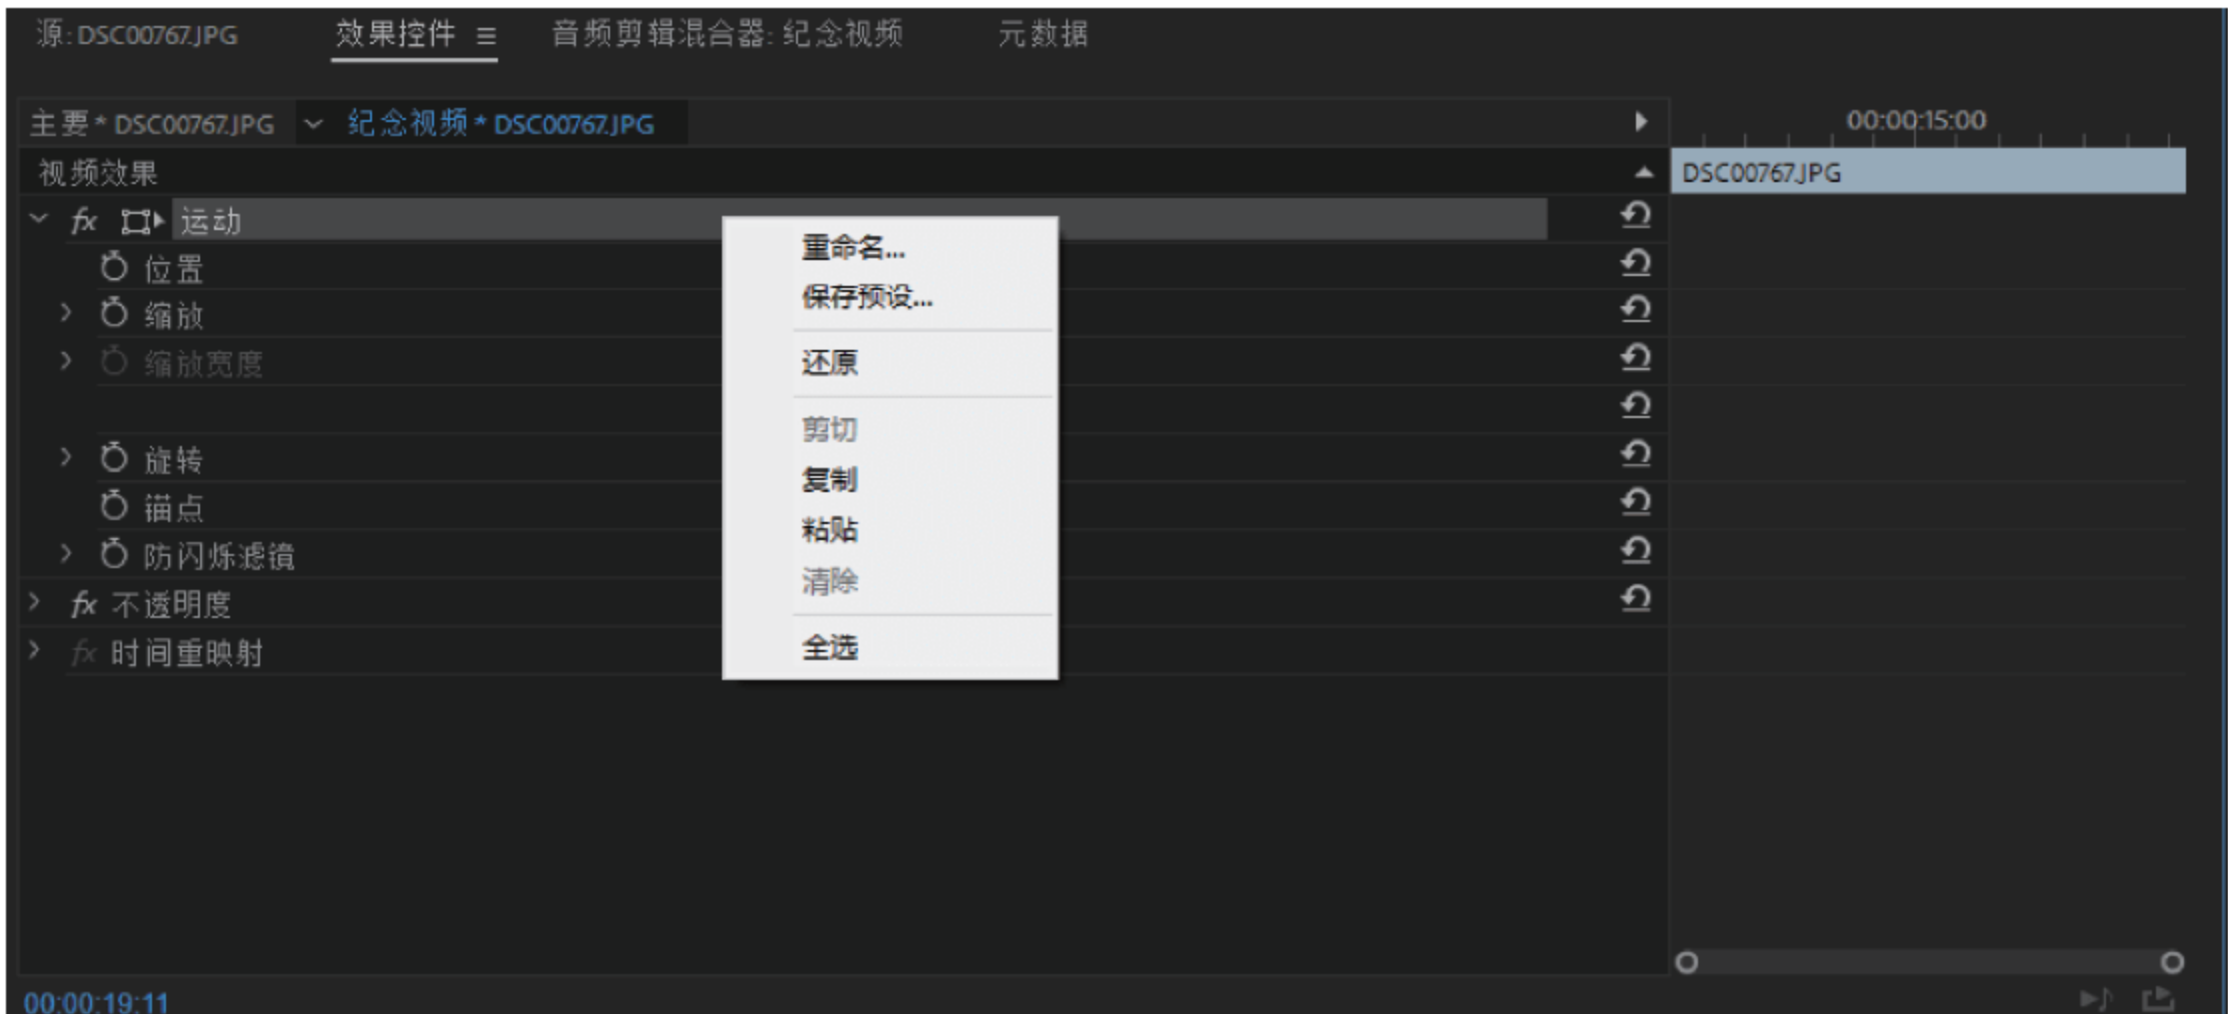 源: DSC00767.JPG 效果控件 ≡ 音频剪辑混合器: 纪念视频 元数据
主要 * DSC00767.JPG 纪念视频 * DSC00767.JPG 00:00:15:00
视频效果 DSC00767.JPG
fx 运动
位置
缩放
缩放宽度
旋转
锚点
防闪烁滤镜
fx 不透明度
fx 时间重映射
重命名...
保存预设...
还原
剪切
复制
粘贴
清除
全选
00:00:19:11